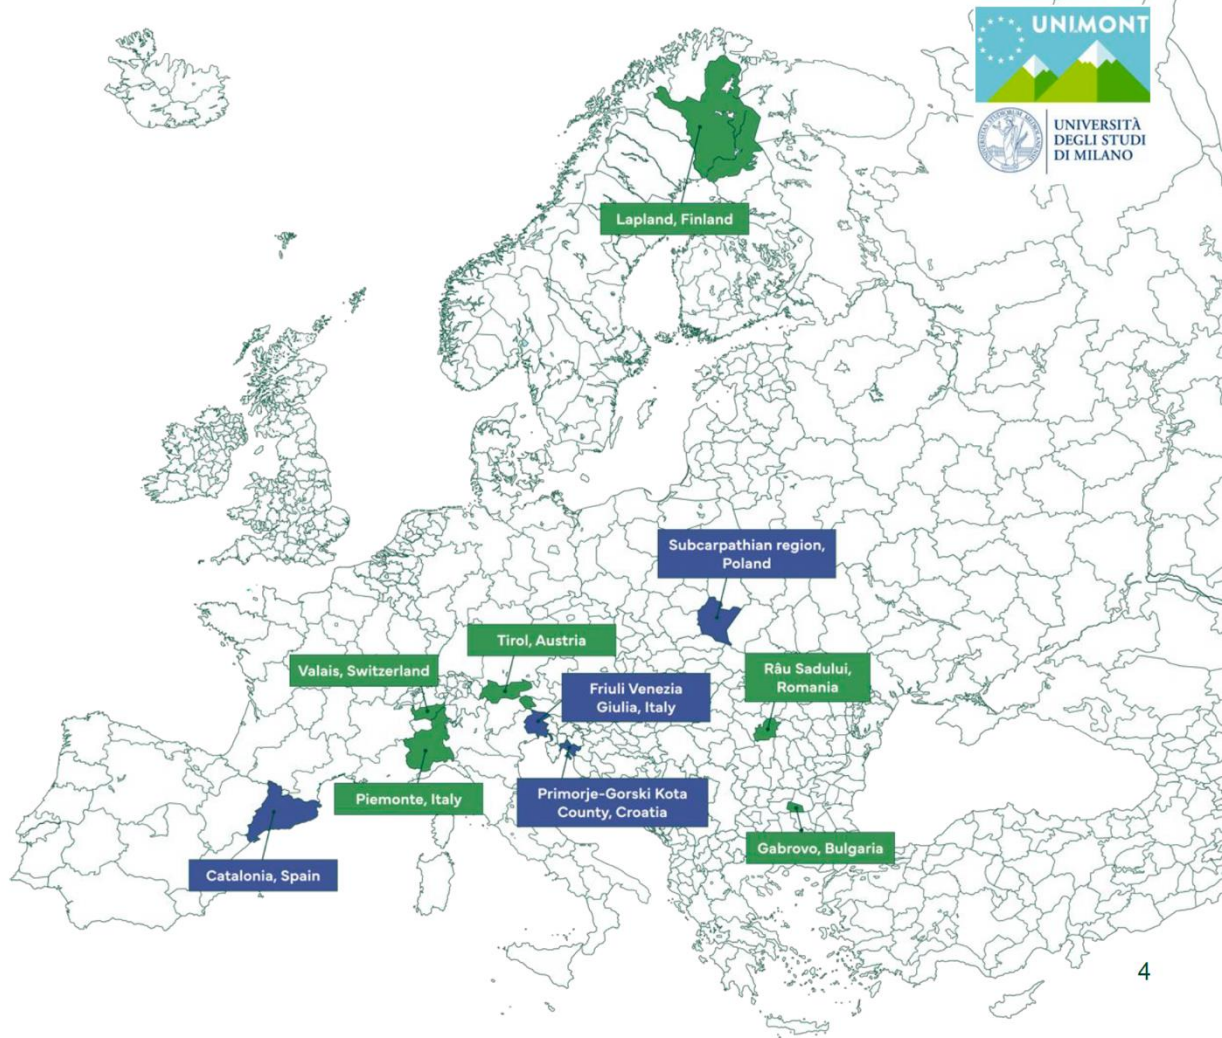 UNIMONT
UNIVERSITÀ
DEGLI STUDI
DI MILANO
Lapland, Finland
Subcarpathian region,
Poland
Tirol, Austria
Valais, Switzerland
Friuli Venezia
Giulia, Italy
Râu Sadului,
Romania
Piemonte, Italy
Primorje-Gorski Kota
County, Croatia
Gabrovo, Bulgaria
Catalonia, Spain
4